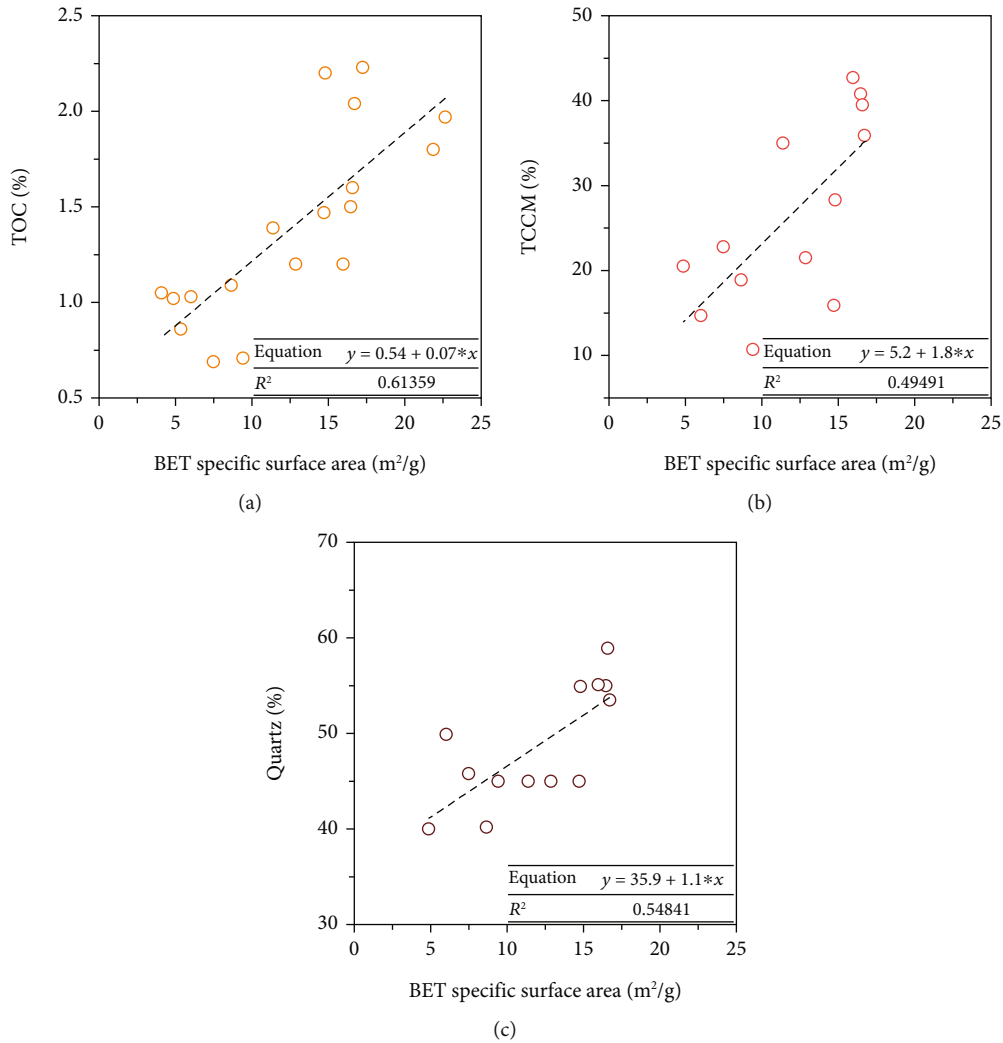 (a)
2.5
2.0
1.5
1.0
0.5
TOC (%)
Equation y = 0.54 + 0.07*x
R² 0.61359
5 10 15 20 25
BET specific surface area (m²/g)
(a)
(b)
50
40
30
20
10
TCCM (%)
Equation y = 5.2 + 1.8*x
R² 0.49491
0 5 10 15 20 25
BET specific surface area (m²/g)
(b)
70
60
50
40
30
Quartz (%)
Equation y = 35.9 + 1.1*x
R² 0.54841
0 5 10 15 20 25
BET specific surface area (m²/g)
(c)